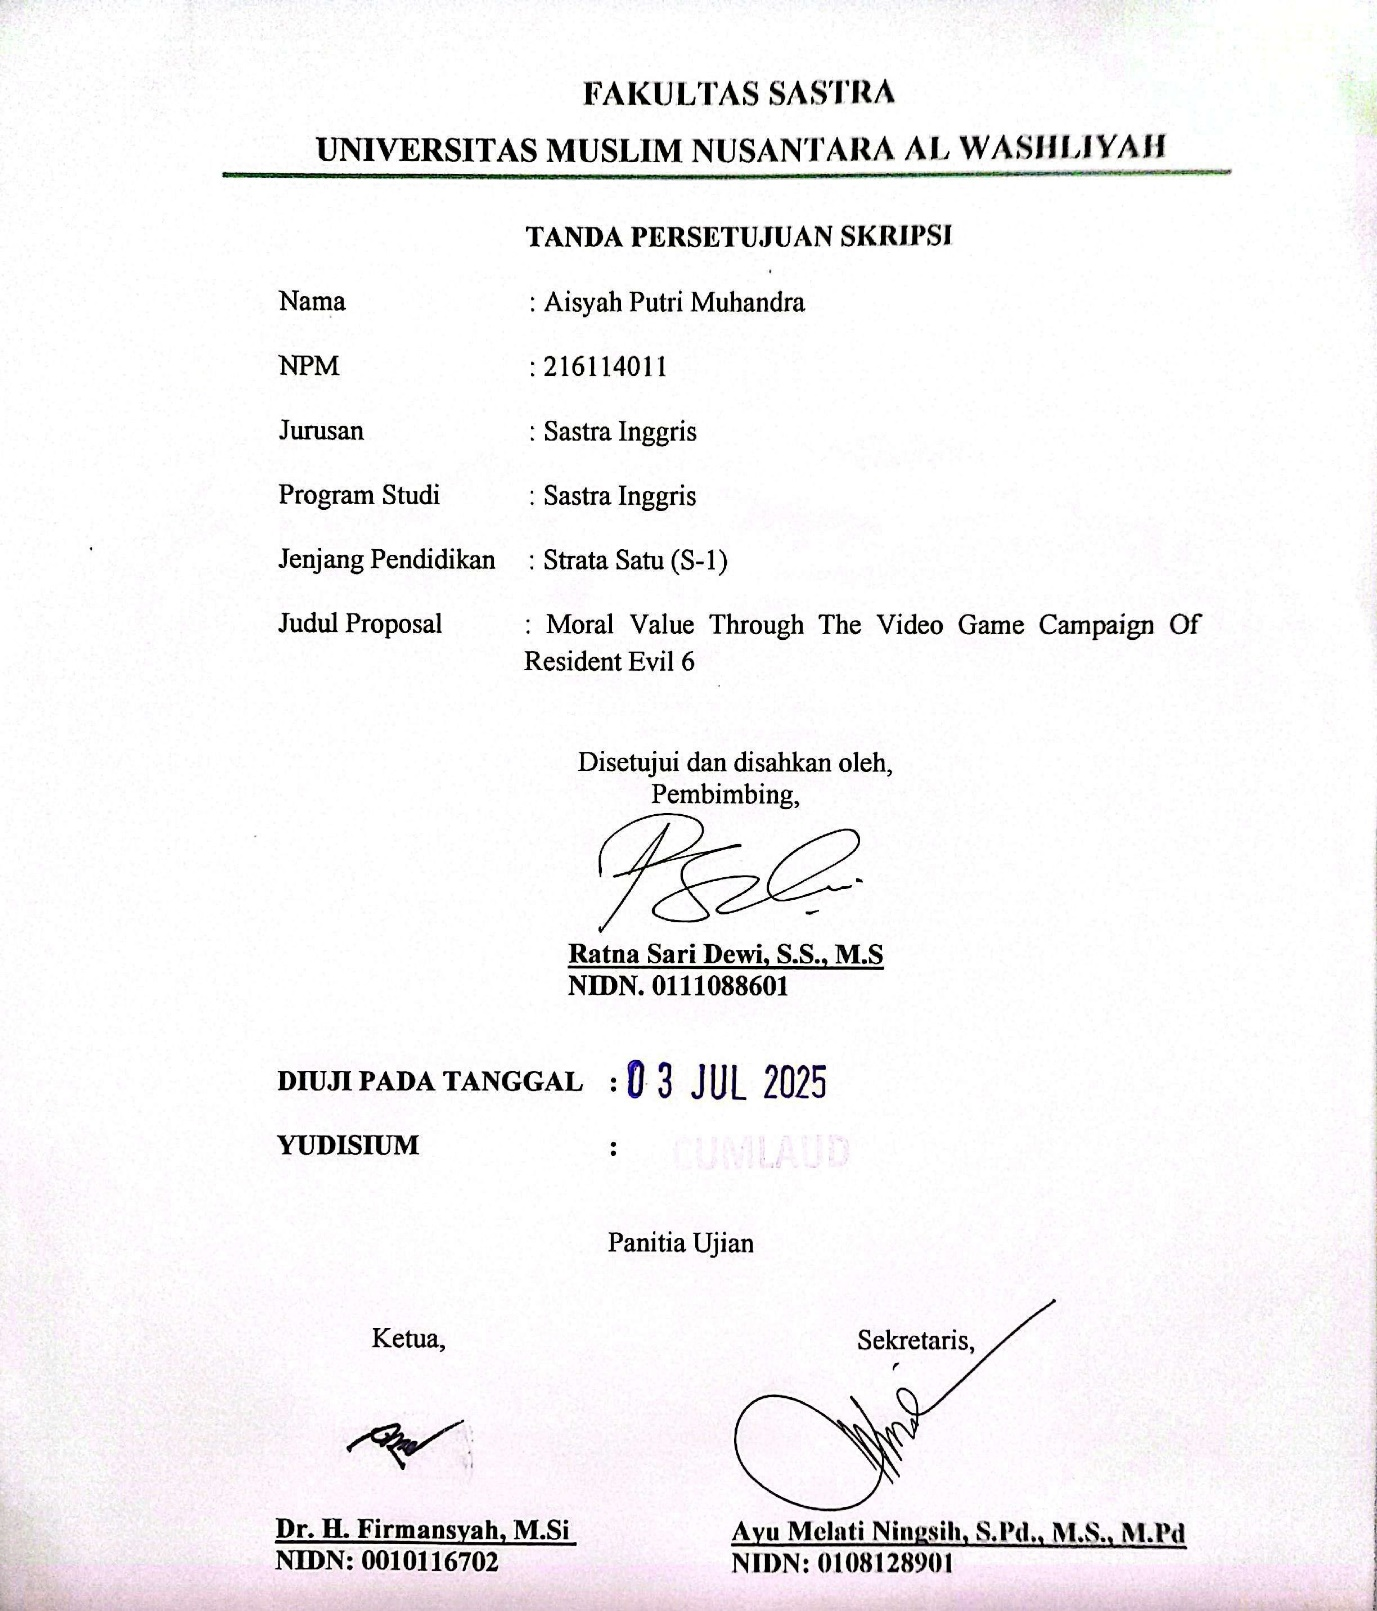 FAKULTAS SASTRA
UNIVERSITAS MUSLIM NUSANTARA AL WASHLIYAH
TANDA PERSETUJUAN SKRIPSI
Nama : Aisyah Putri Muhandra
NPM : 216114011
Jurusan : Sastra Inggris
Program Studi : Sastra Inggris
Jenjang Pendidikan : Strata Satu (S-1)
Judul Proposal : Moral Value Through The Video Game Campaign Of
Resident Evil 6
Disetujui dan disahkan oleh,
Pembimbing,
Ratna Sari Dewi, S.S., M.S
NIDN. 0111088601
DIUJI PADA TANGGAL : 03 JUL 2025
YUDISIUM : CUMLAUD
Panitia Ujian
Ketua, Sekretaris,
Dr. H. Firmansyah, M.Si Ayu Melati Ningsih, S.Pd., M.S., M.Pd
NIDN: 0010116702 NIDN: 0108128901